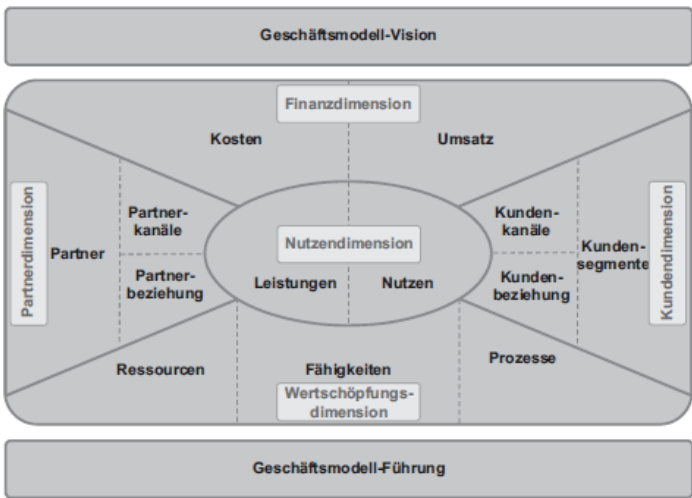 Geschäftsmodell-Vision
Finanzdimension
Kosten
Umsatz
Partnerdimension
Partner
Partner-
kanäle
Partner-
beziehung
Nutzendimension
Leistungen
Nutzen
Kunden-
kanäle
Kunden-
beziehung
Kunden-
segmente
Kundendimension
Ressourcen
Fähigkeiten
Prozesse
Wertschöpfungs-
dimension
Geschäftsmodell-Führung